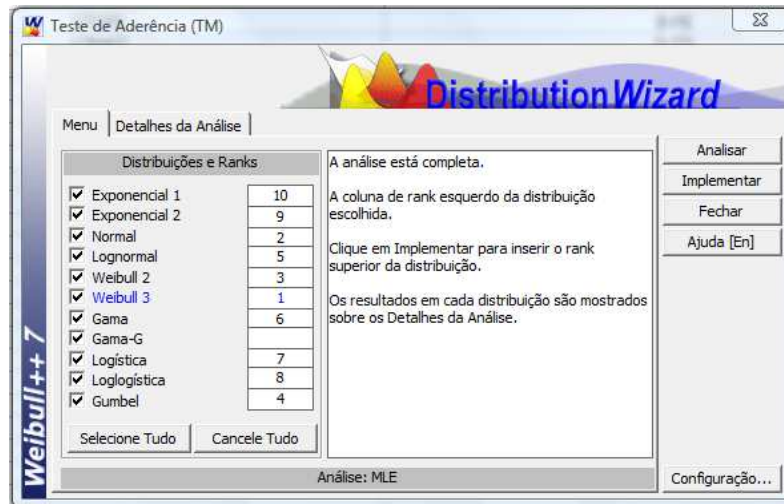 Teste de Aderência (TM)
Distribution Wizard
Menu
Detalhes da Análise
Distribuições e Ranks
Exponencial 1 10
Exponencial 2 9
Normal 2
Lognormal 5
Weibull 2 3
Weibull 3 1
Gama 6
Gama-G
Logística 7
Loglogística 8
Gumbel 4
Selecione Tudo
Cancele Tudo
A análise está completa.
A coluna de rank esquerdo da distribuição
escolhida.
Clique em Implementar para inserir o rank
superior da distribuição.
Os resultados em cada distribuição são mostrados
sobre os Detalhes da Análise.
Analisar
Implementar
Fechar
Ajuda [En]
Análise: MLE
Configuração...
Weibull++ 7